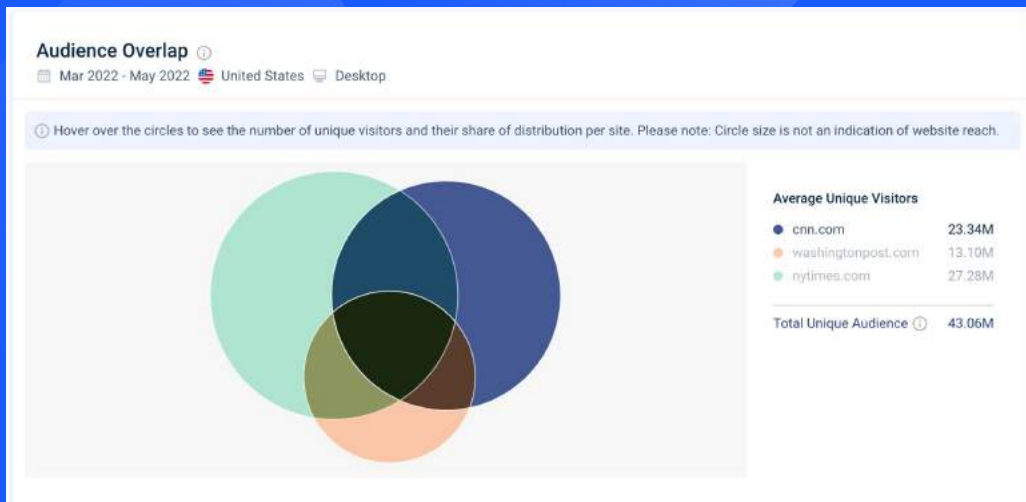 Audience Overlap
Mar 2022 - May 2022 United States Desktop
Hover over the circles to see the number of unique visitors and their share of distribution per site. Please note: Circle size is not an indication of website reach.
Average Unique Visitors
cnn.com 23.34M
washingtonpost.com 13.10M
nytimes.com 27.28M
Total Unique Audience 43.06M